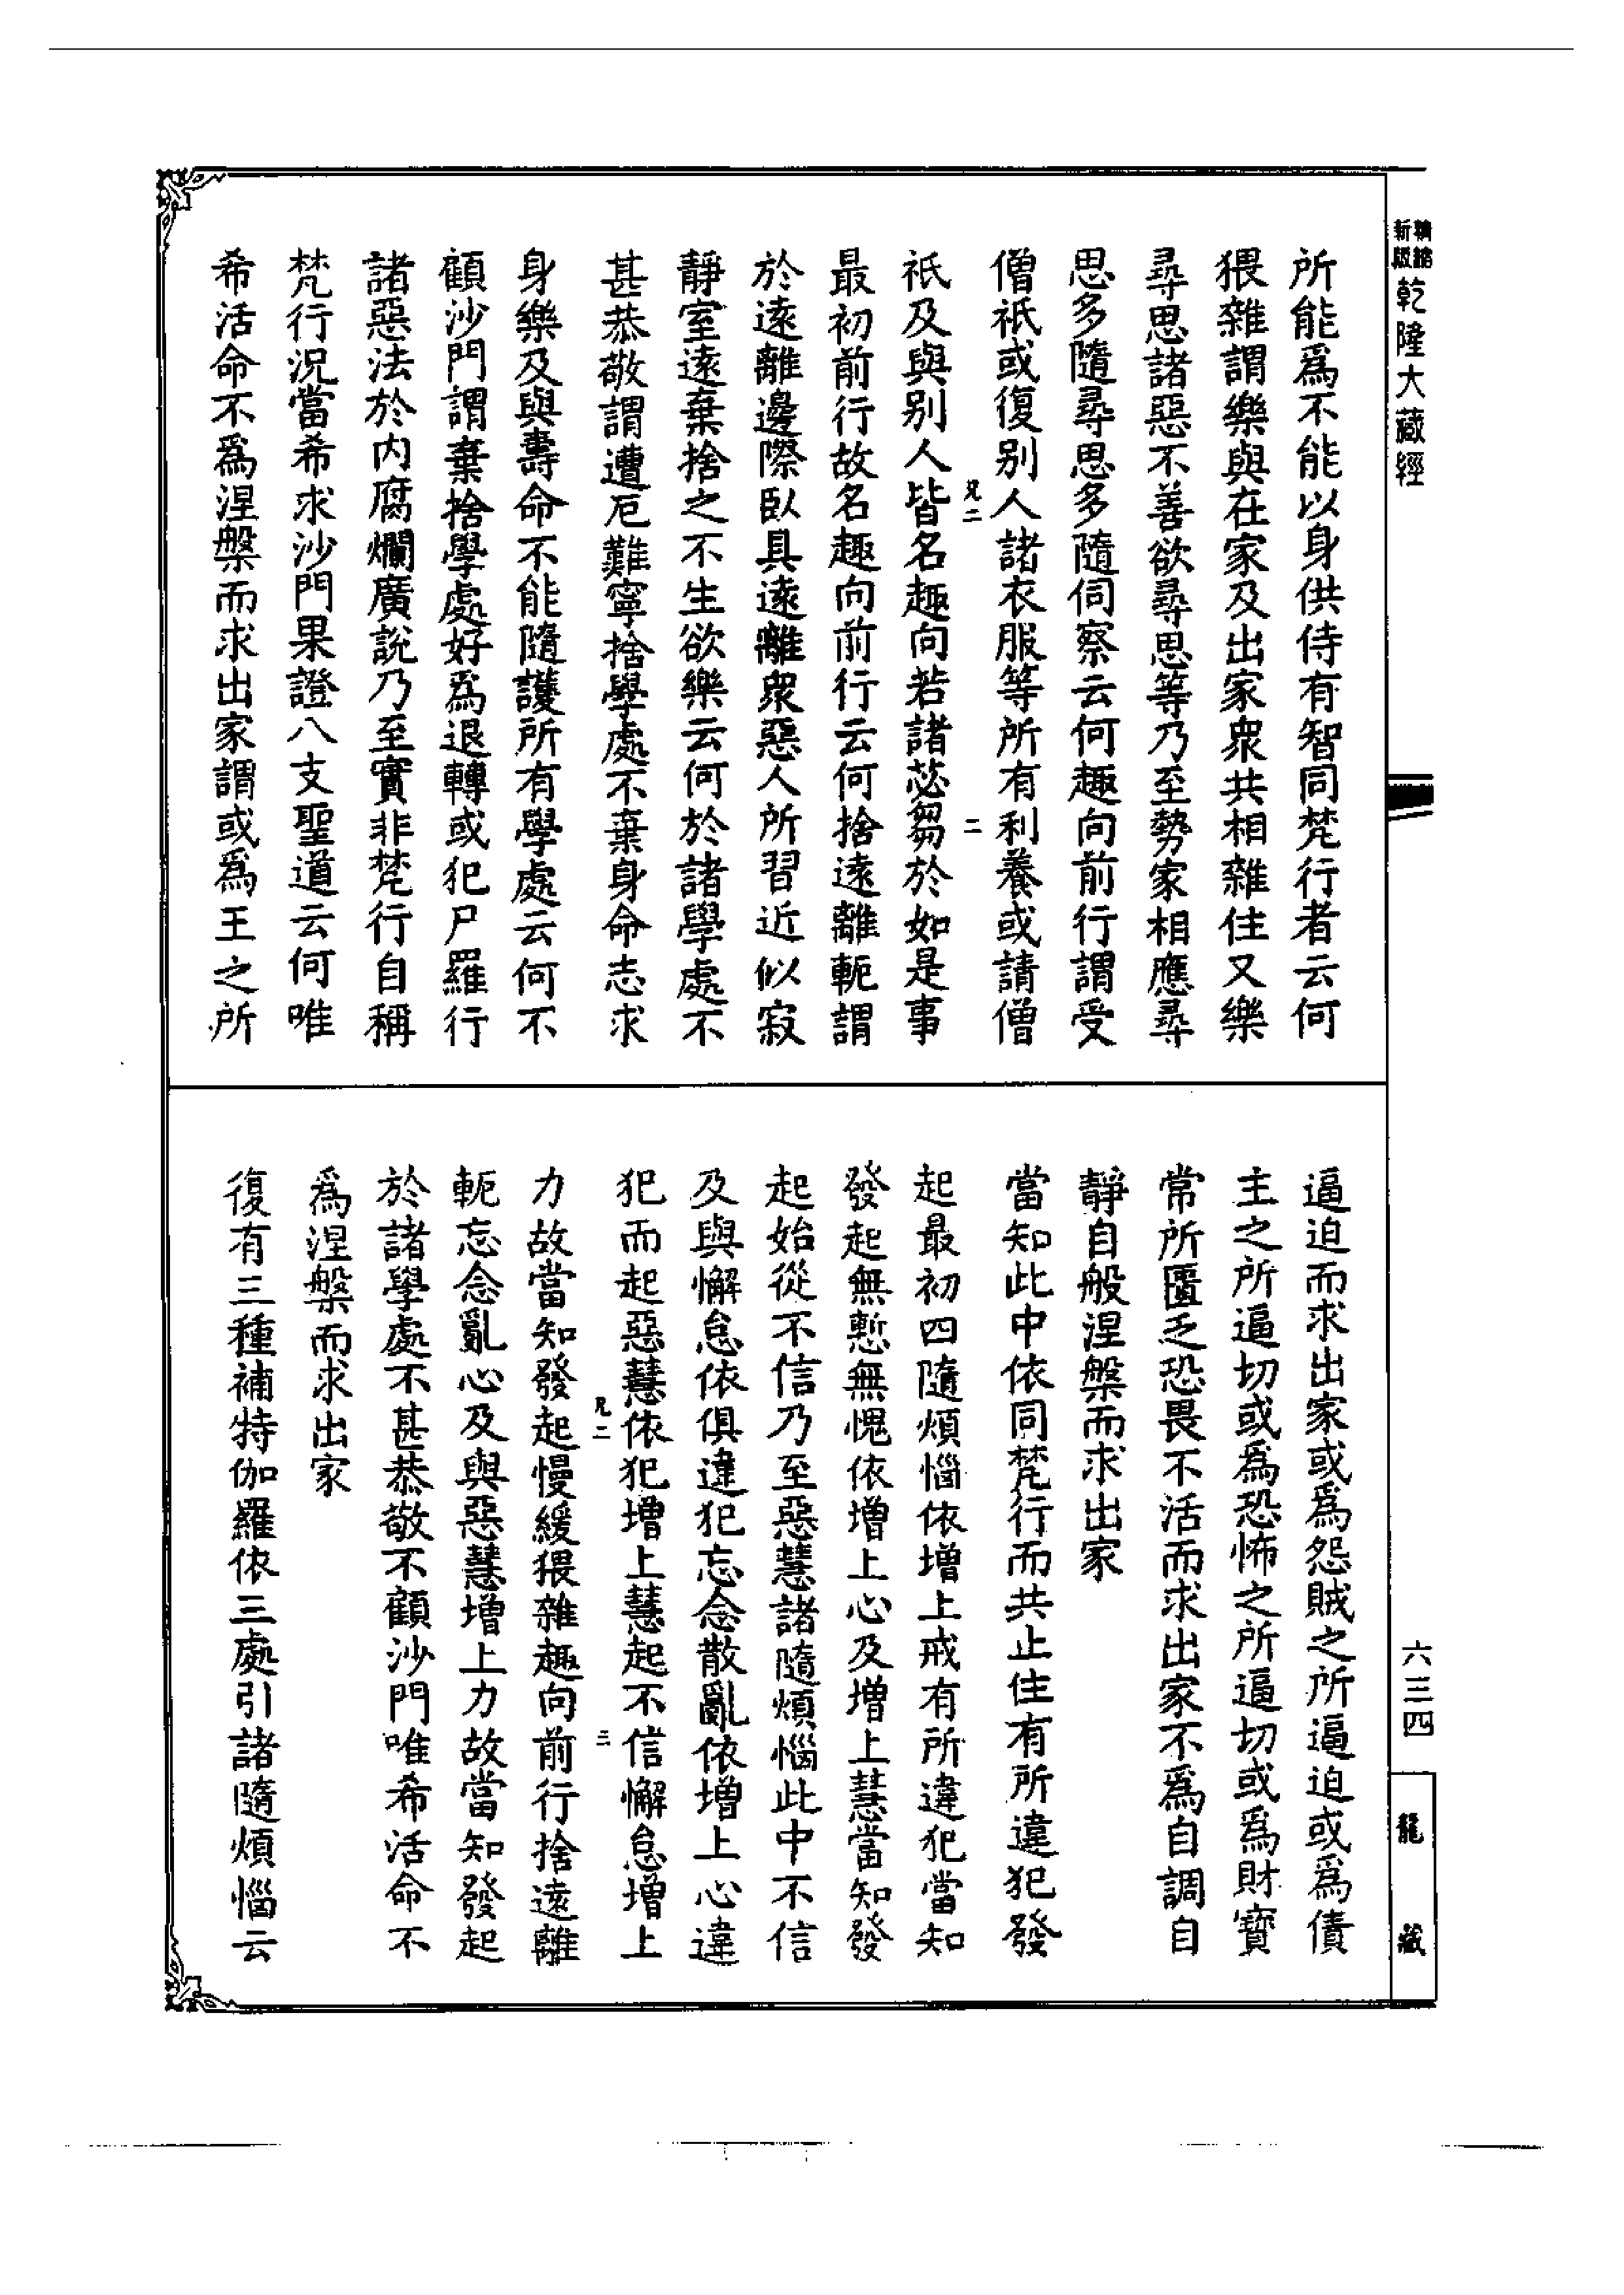 新版精縮
乾隆大藏經
所能爲不能以身供侍有智同梵行者云何
猥雜謂樂與在家及出家衆共相雜住又樂
尋思諸惡不善欲尋思等乃至勢家相應尋
思多隨尋思多隨伺察云何趣向前行謂受
僧祇或復別人諸衣服等所有利養或請僧
祇及與別人皆名趣向若諸苾芻於如是事
最初前行故名趣向前行云何捨遠離軛謂
於遠離邊際臥具遠離衆惡人所習近似寂
靜室遠棄捨之不生欲樂云何於諸學處不
甚恭敬謂遭厄難寧捨學處不棄身命志求
身樂及與壽命不能隨護所有學處云何不
顧沙門謂棄捨學處好爲退轉或犯尸羅行
諸惡法於内腐爛廣說乃至實非梵行自稱
梵行況當希求沙門果證八支聖道云何唯
希活命不爲涅槃而求出家謂或爲王之所
二
逼迫而求出家或爲怨賊之所逼迫或爲債
主之所逼切或爲恐怖之所逼切或爲財寶
常所匱乏恐畏不活而求出家不爲自調自
靜自般涅槃而求出家
當知此中依同梵行而共止住有所違犯發
起最初四隨煩惱依增上戒有所違犯當知
發起無慙無愧依增上心及增上慧當知發
起始從不信乃至惡慧諸隨煩惱此中不信
及與懈怠依俱違犯忘念散亂依增上心違
犯而起惡慧依犯增上慧起不信懈怠增上
力故當知發起慢緩猥雜趣向前行捨遠離
軛忘念亂心及與惡慧增上力故當知發起
於諸學處不甚恭敬不顧沙門唯希活命不
爲涅槃而求出家
復有三種補特伽羅依三處引諸隨煩惱云
六三四
龍藏